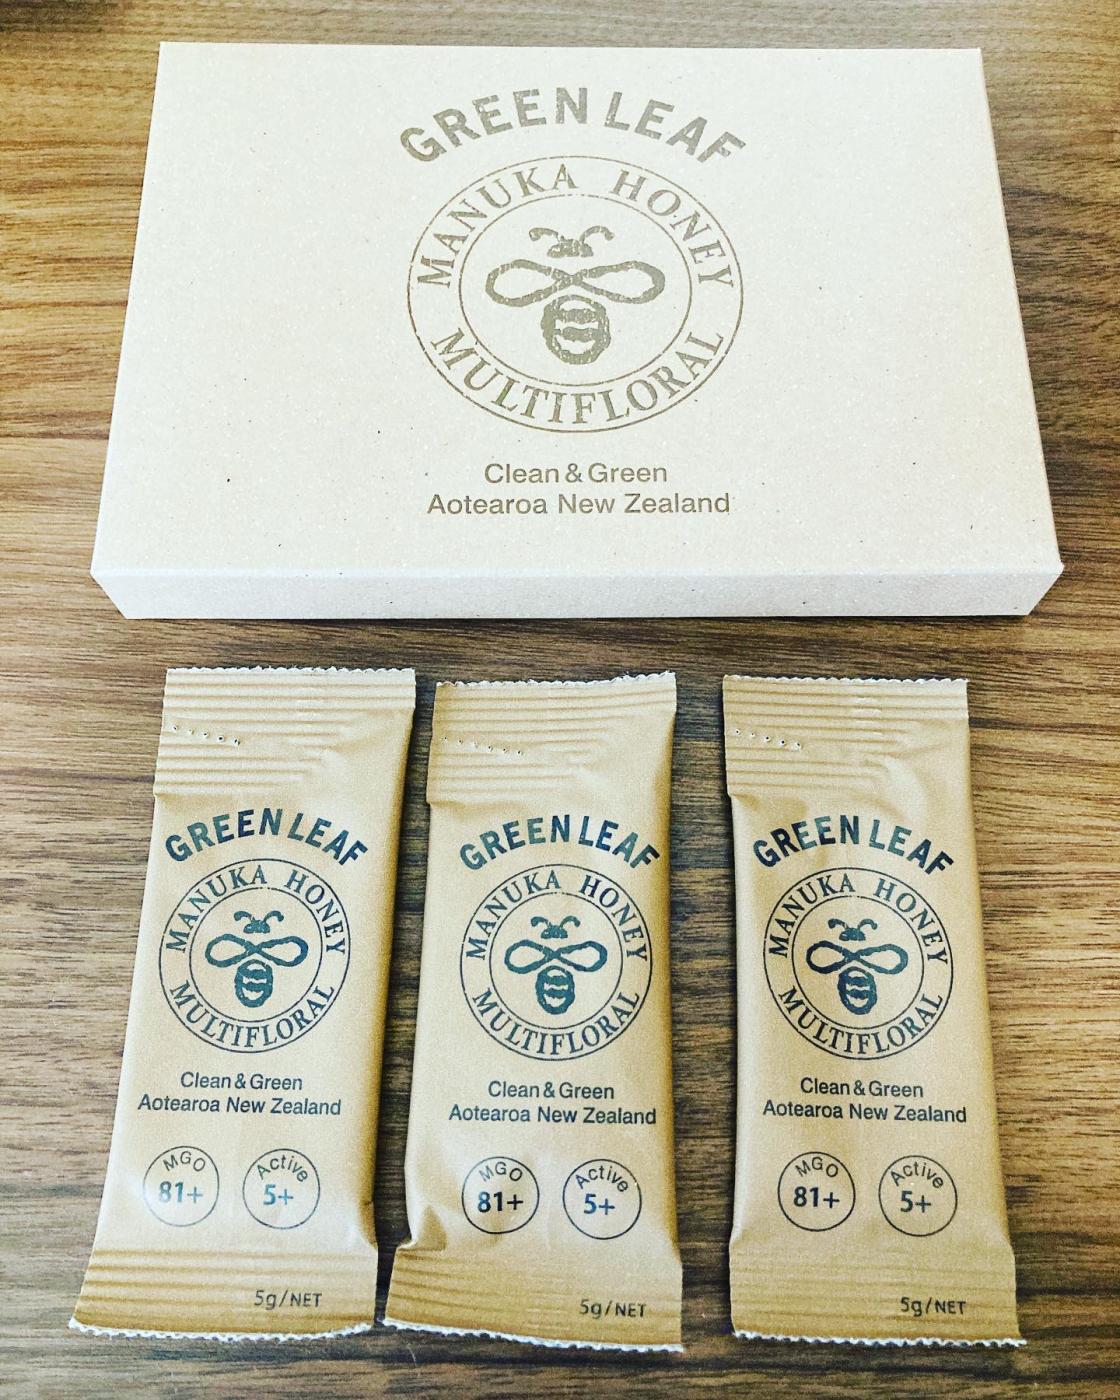 GREEN LEAF
MANUKA HONEY
MULTIFLORAL
Clean & Green
Aotearoa New Zealand
GREEN LEAF
MANUKA HONEY
MULTIFLORAL
Clean & Green
Aotearoa New Zealand
MGO
81+
Active
5+
5g/NET
GREEN LEAF
MANUKA HONEY
MULTIFLORAL
Clean & Green
Aotearoa New Zealand
MGO
81+
Active
5+
5g/NET
GREEN LEAF
MANUKA HONEY
MULTIFLORAL
Clean & Green
Aotearoa New Zealand
MGO
81+
Active
5+
5g/NET